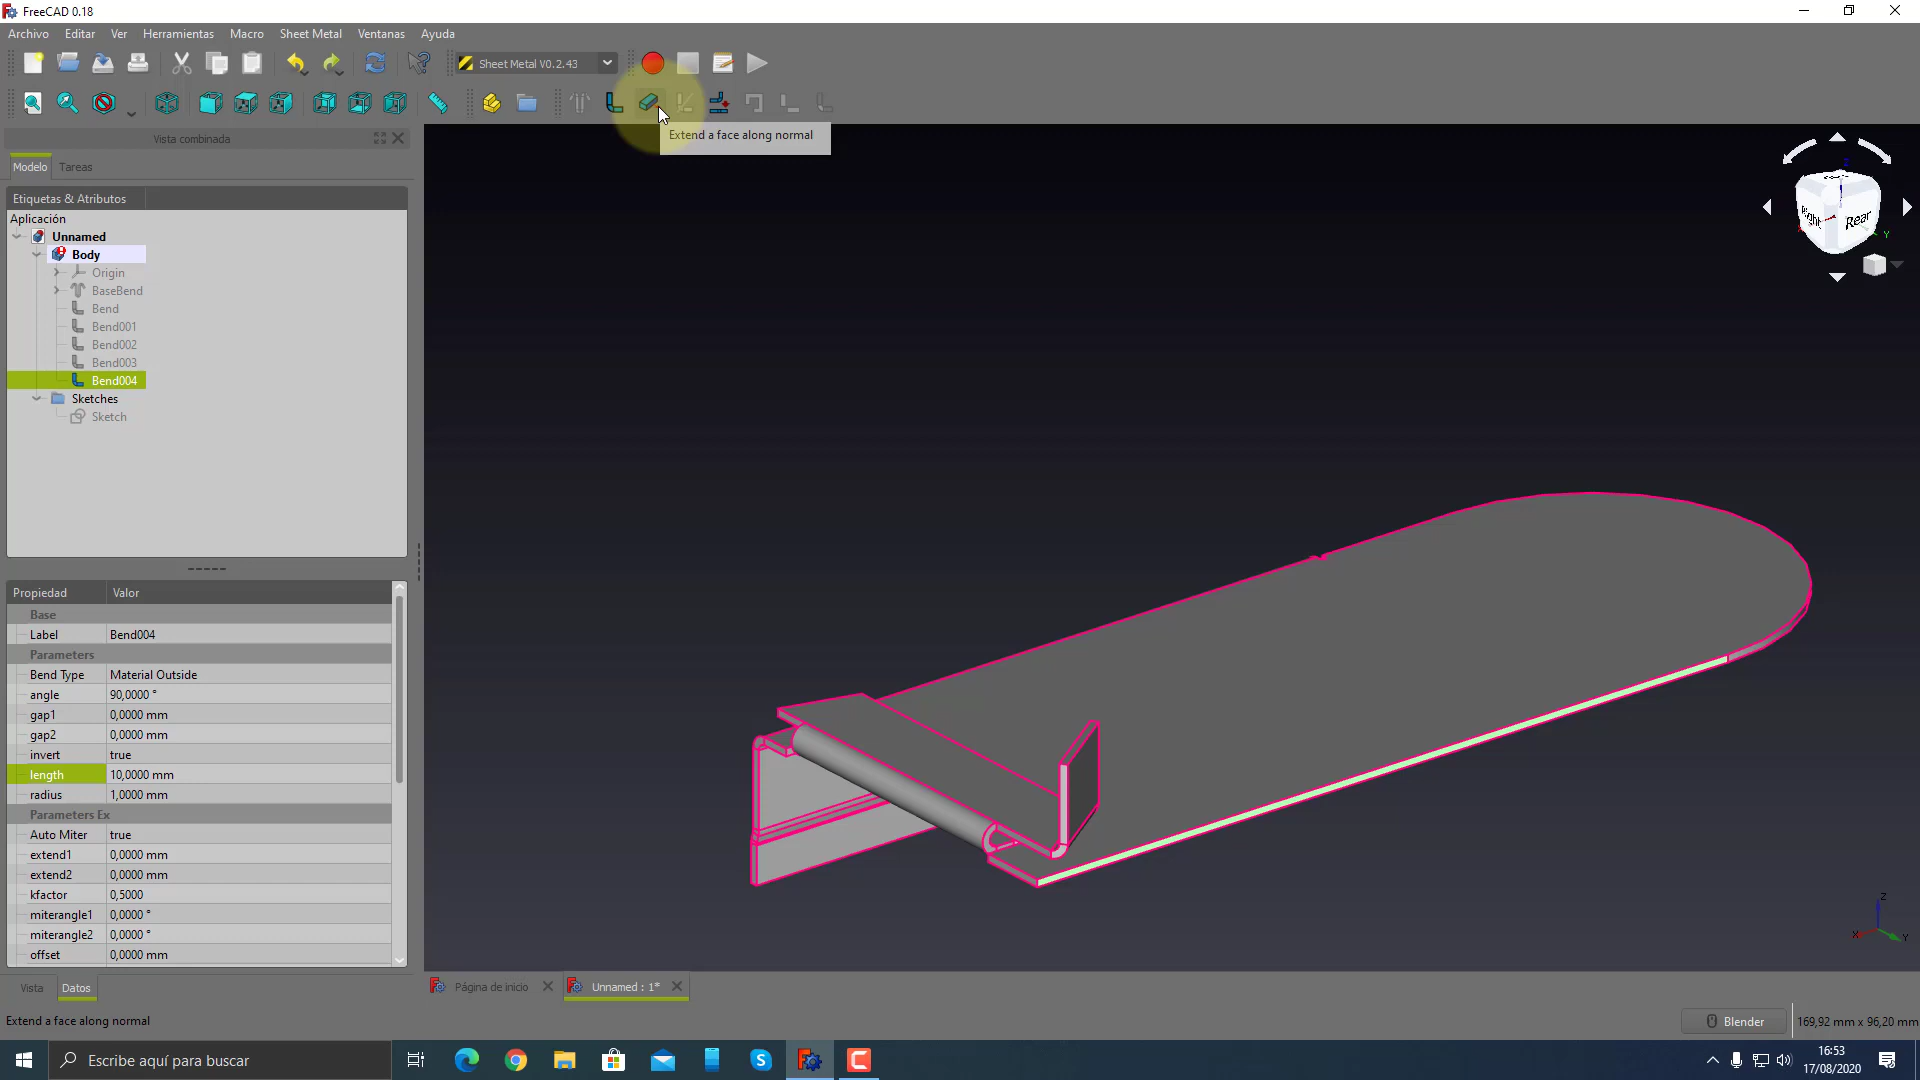 FreeCAD 0.18
Archivo Editar Ver Herramientas Macro Sheet Metal Ventanas Ayuda
Sheet Metal V0.2.43
Extend a face along normal
Vista combinada
Modelo Tareas
Etiquetas & Atributos
Aplicación
Unnamed
Body
Origin
BaseBend
Bend
Bend001
Bend002
Bend003
Bend004
Sketches
Sketch
Right Rear
Z
X
Y
Propiedad Valor
Base
Label Bend004
Parameters
Bend Type Material Outside
angle 90,0000 °
gap1 0,0000 mm
gap2 0,0000 mm
invert true
length 10,0000 mm
radius 1,0000 mm
Parameters Ex
Auto Miter true
extend1 0,0000 mm
extend2 0,0000 mm
kfactor 0,5000
miterangle1 0,0000 °
miterangle2 0,0000 °
offset 0,0000 mm
Z
X Y
Vista Datos
Página de inicio Unnamed : 1*
Extend a face along normal
Blender 169,92 mm x 96,20 mm
Escribe aquí para buscar
16:53
17/08/2020